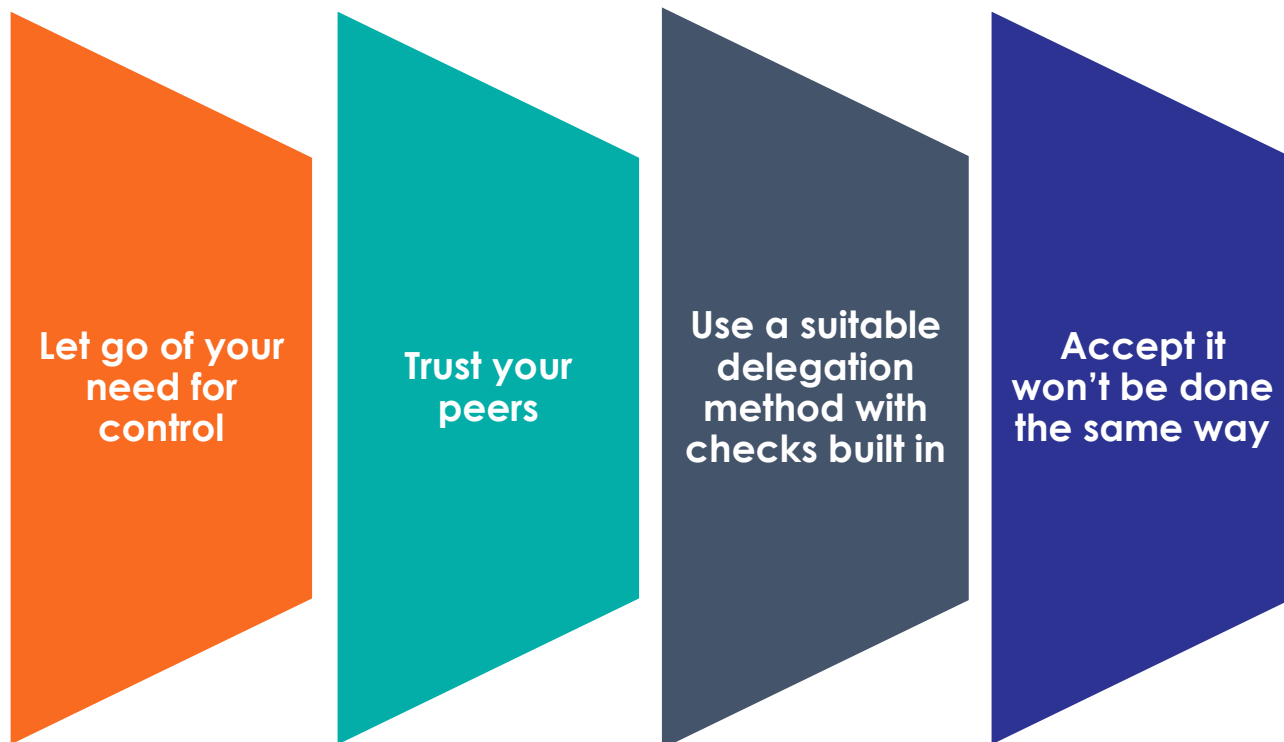 Let go of your
need for
control
Trust your
peers
Use a suitable
delegation
method with
checks built in
Accept it
won’t be done
the same way